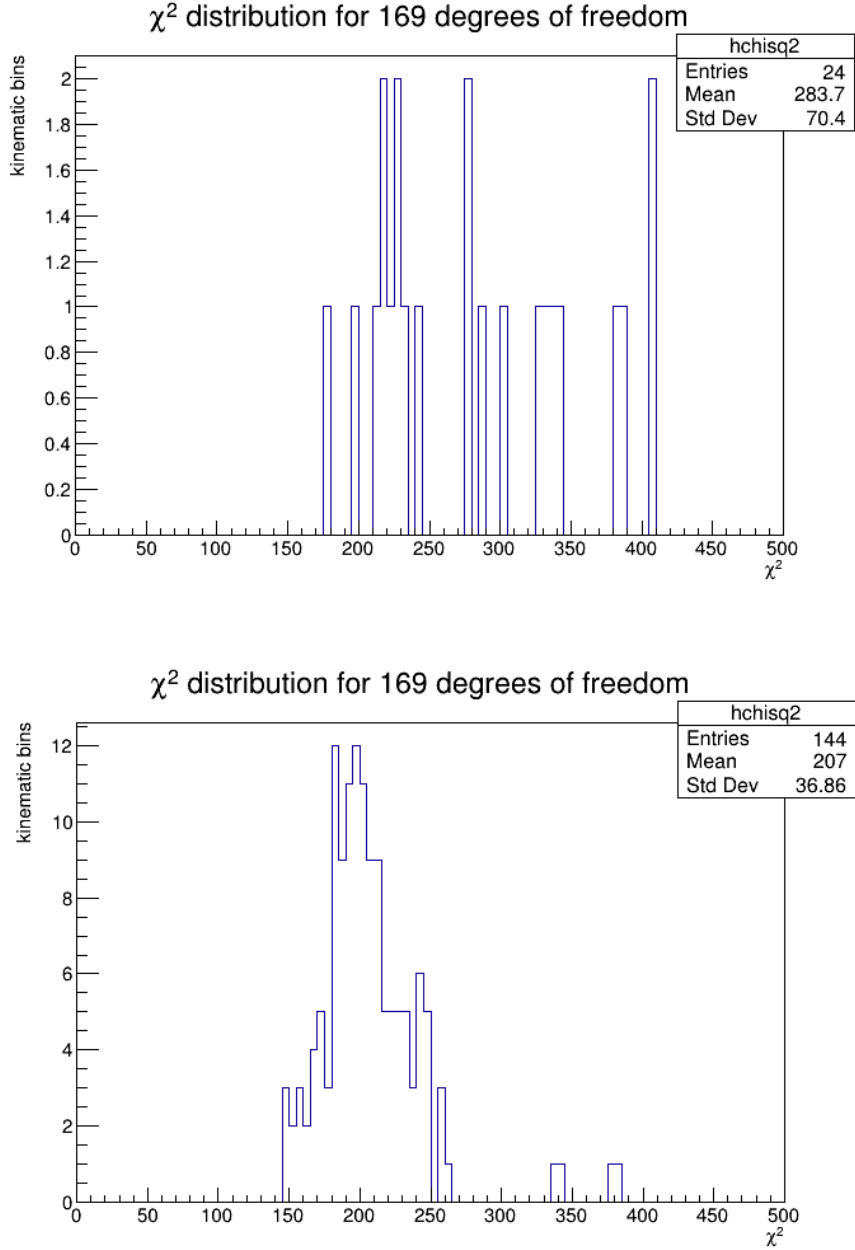 χ² distribution for 169 degrees of freedom
hchisq2
Entries 24
Mean 283.7
Std Dev 70.4
kinematic bins
2
1.8
1.6
1.4
1.2
1
0.8
0.6
0.4
0.2
0
0 50 100 150 200 250 300 350 400 450 500
χ²
χ² distribution for 169 degrees of freedom
hchisq2
Entries 144
Mean 207
Std Dev 36.86
kinematic bins
12
10
8
6
4
2
0
0 50 100 150 200 250 300 350 400 450 500
χ²